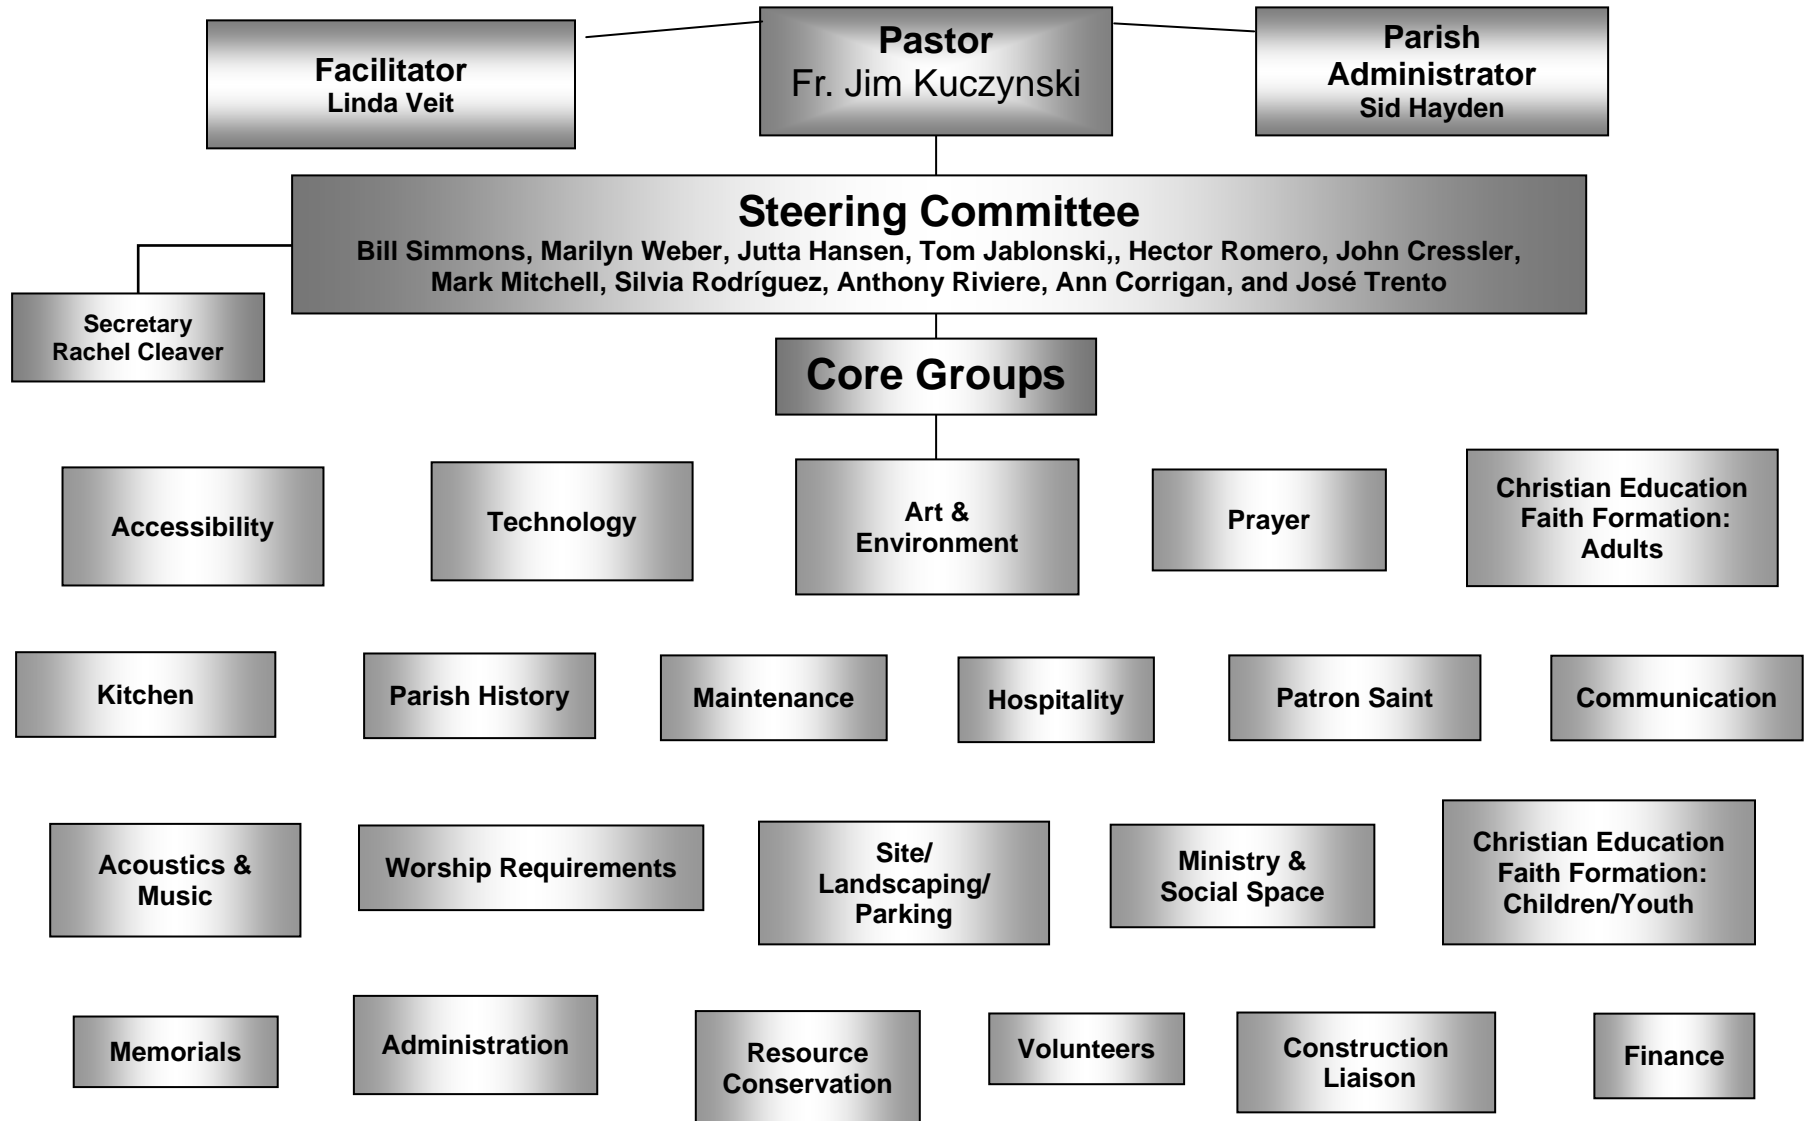 Facilitator
Linda Veit
Pastor
Fr. Jim Kuczynski
Parish
Administrator
Sid Hayden
Steering Committee
Bill Simmons, Marilyn Weber, Jutta Hansen, Tom Jablonski,, Hector Romero, John Cressler,
Mark Mitchell, Silvia Rodríguez, Anthony Riviere, Ann Corrigan, and José Trento
Secretary
Rachel Cleaver
Core Groups
Accessibility
Technology
Art &
Environment
Prayer
Christian Education
Faith Formation:
Adults
Kitchen
Parish History
Maintenance
Hospitality
Patron Saint
Communication
Acoustics &
Music
Worship Requirements
Site/
Landscaping/
Parking
Ministry &
Social Space
Christian Education
Faith Formation:
Children/Youth
Memorials
Administration
Resource
Conservation
Volunteers
Construction
Liaison
Finance